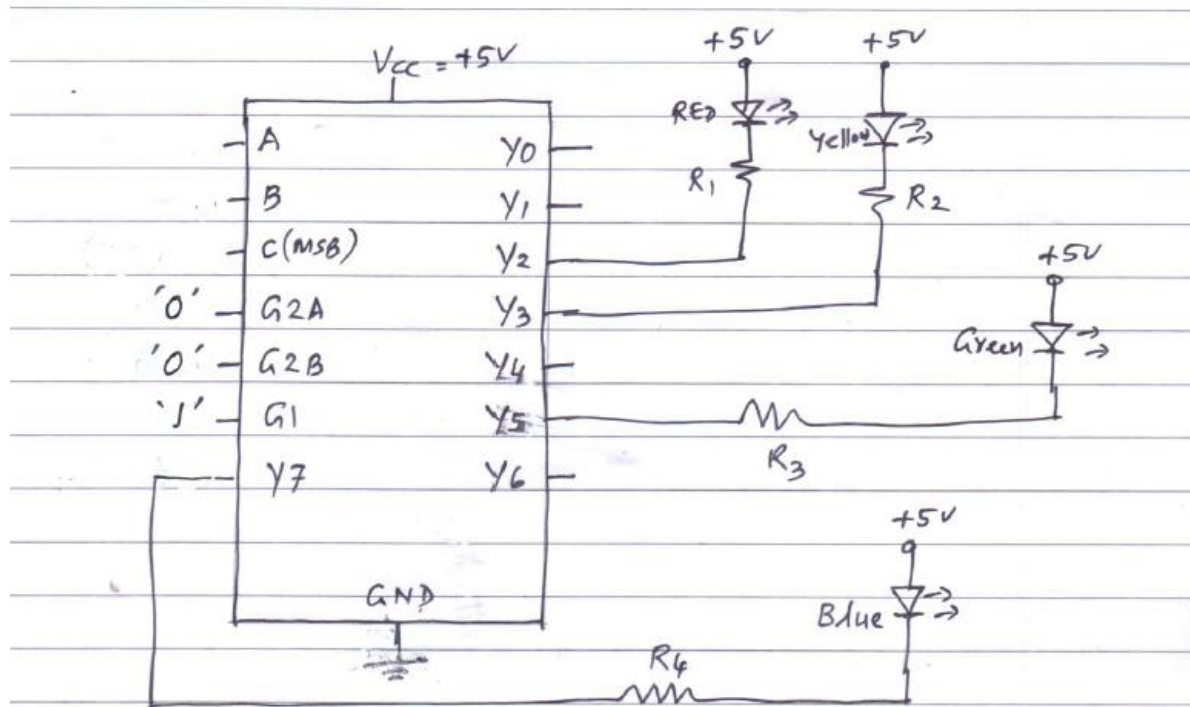 +5V +5V
Vcc = +5V
RED Yellow
A Y0
R1 R2
B Y1
C(MSB) Y2
+5V
'0' G2A Y3
Green
'0' G2B Y4
'1' G1 Y5
R3
Y7 Y6
+5V
GND Blue
R4